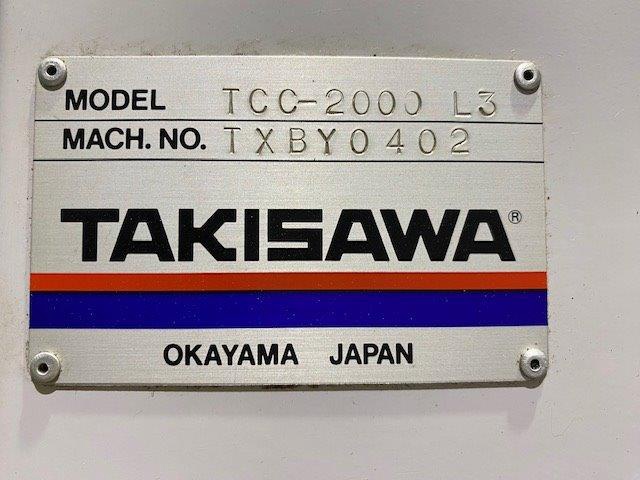 MODEL TCC-2000 L3
MACH. NO. TXBY0402
TAKISAWA®
OKAYAMA JAPAN